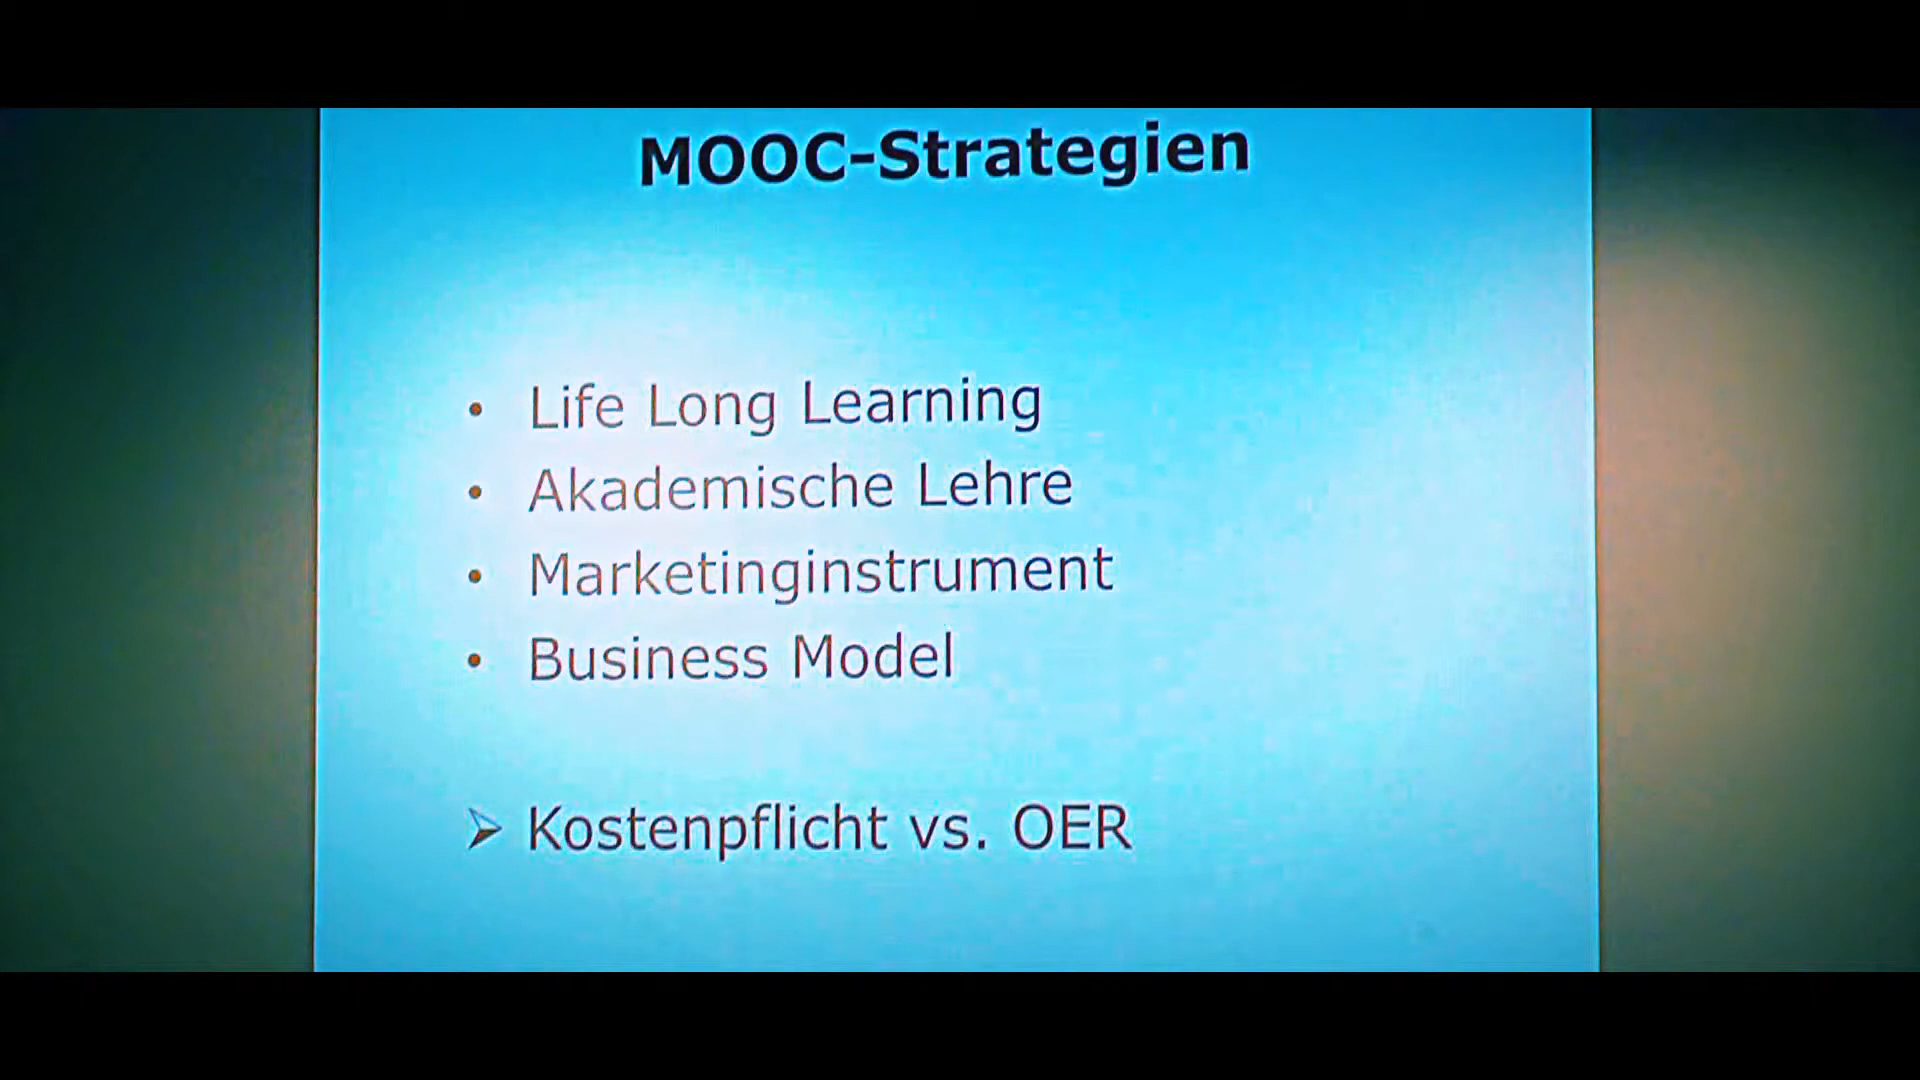 MOOC-Strategien
• Life Long Learning
• Akademische Lehre
• Marketinginstrument
• Business Model
➢ Kostenpflicht vs. OER